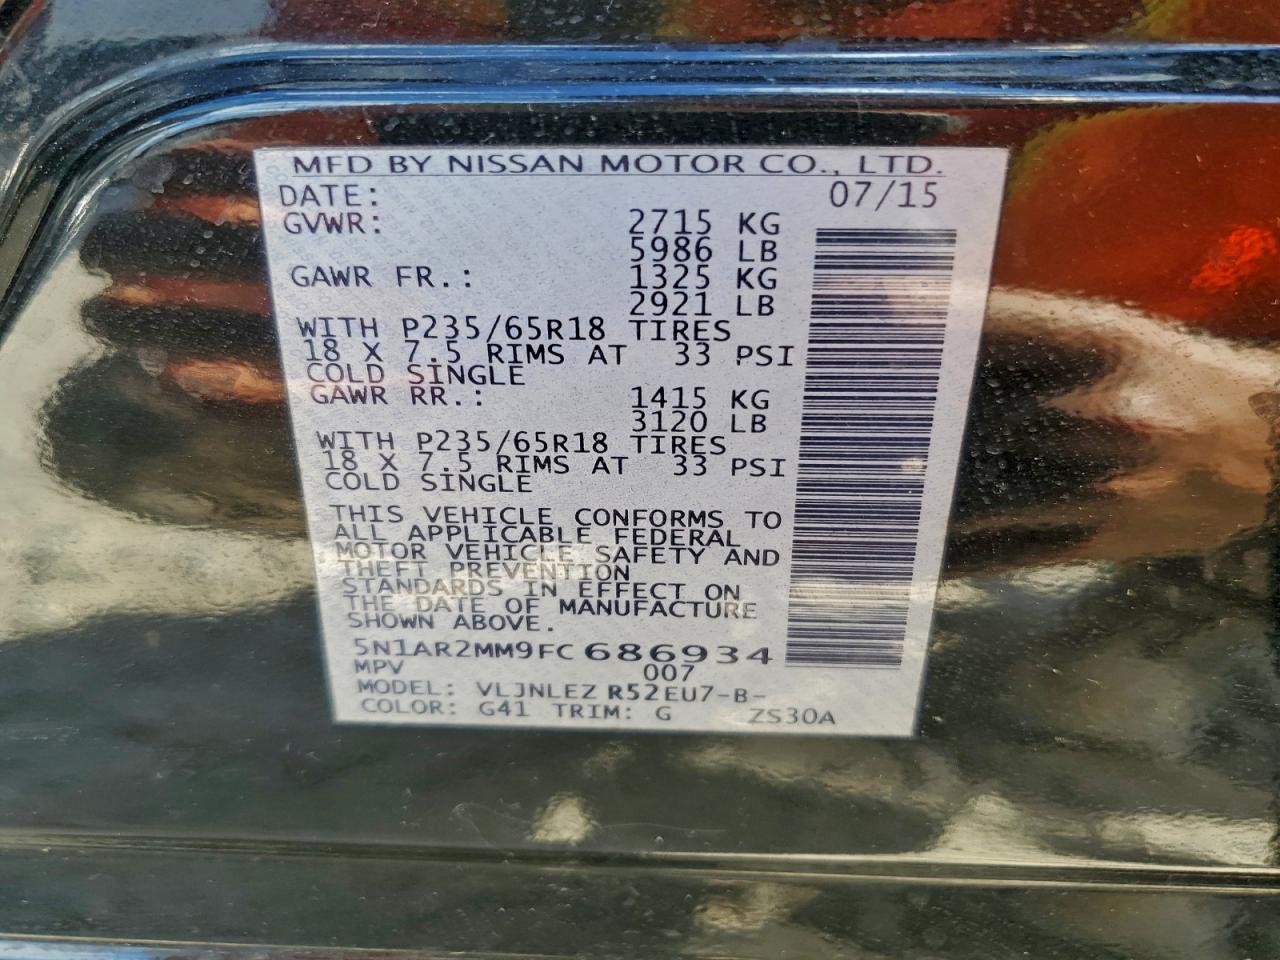 MFD BY NISSAN MOTOR CO., LTD.
DATE: 07/15
GVWR: 2715 KG
5986 LB
GAWR FR.: 1325 KG
2921 LB
WITH P235/65R18 TIRES
18 X 7.5 RIMS AT 33 PSI
COLD SINGLE
GAWR RR.: 1415 KG
3120 LB
WITH P235/65R18 TIRES
18 X 7.5 RIMS AT 33 PSI
COLD SINGLE
THIS VEHICLE CONFORMS TO
ALL APPLICABLE FEDERAL
MOTOR VEHICLE SAFETY AND
THEFT PREVENTION
STANDARDS IN EFFECT ON
THE DATE OF MANUFACTURE
SHOWN ABOVE.
5N1AR2MM9FC686934
MPV 007
MODEL: VLJNLEZ R52EU7-B-
COLOR: G41 TRIM: G ZS30A